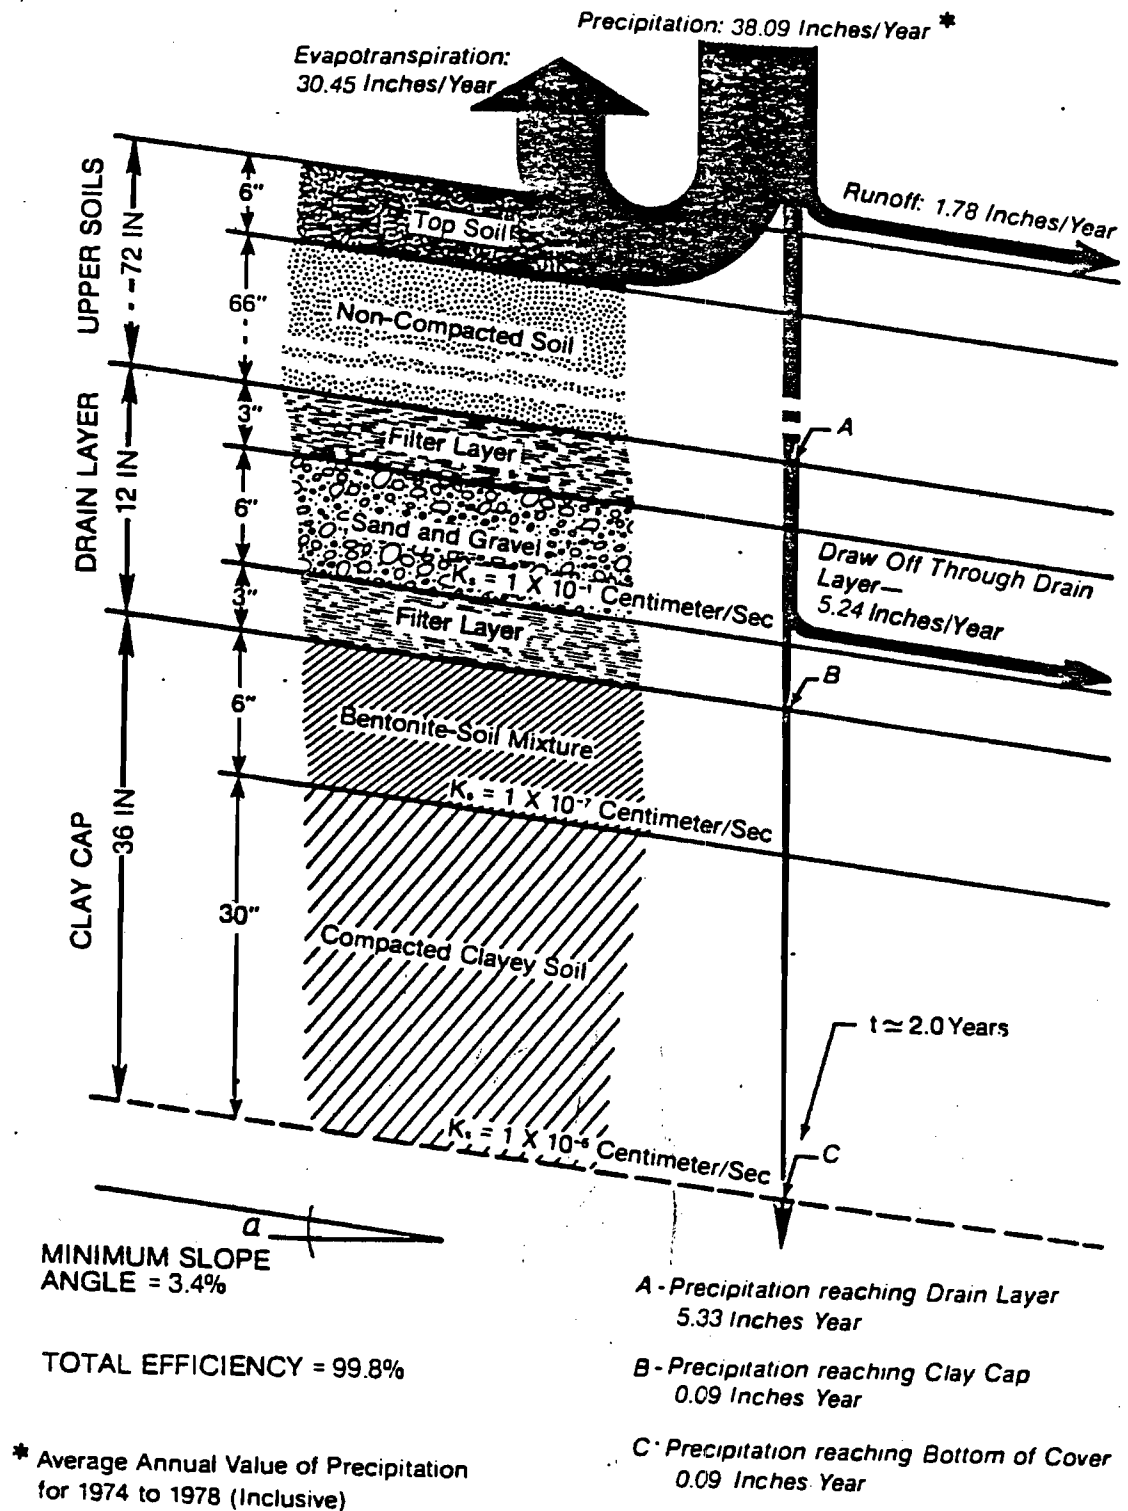 Precipitation: 38.09 Inches/Year *
Evapotranspiration:
30.45 Inches/Year
Runoff: 1.78 Inches/Year
UPPER SOILS
72 IN
6"
Top Soil
66"
Non-Compacted Soil
DRAIN LAYER
12 IN
3"
Filter Layer
A
6"
Sand and Gravel
Kₛ = 1 X 10⁻¹ Centimeter/Sec
Draw Off Through Drain
Layer—
5.24 Inches/Year
3"
Filter Layer
B
CLAY CAP
36 IN
6"
Bentonite-Soil Mixture
Kₛ = 1 X 10⁻⁷ Centimeter/Sec
30"
Compacted Clayey Soil
t ≃ 2.0 Years
Kₛ = 1 X 10⁻⁶ Centimeter/Sec
C
a
MINIMUM SLOPE
ANGLE = 3.4%
TOTAL EFFICIENCY = 99.8%
* Average Annual Value of Precipitation
for 1974 to 1978 (Inclusive)
A - Precipitation reaching Drain Layer
5.33 Inches Year
B - Precipitation reaching Clay Cap
0.09 Inches Year
C - Precipitation reaching Bottom of Cover
0.09 Inches Year